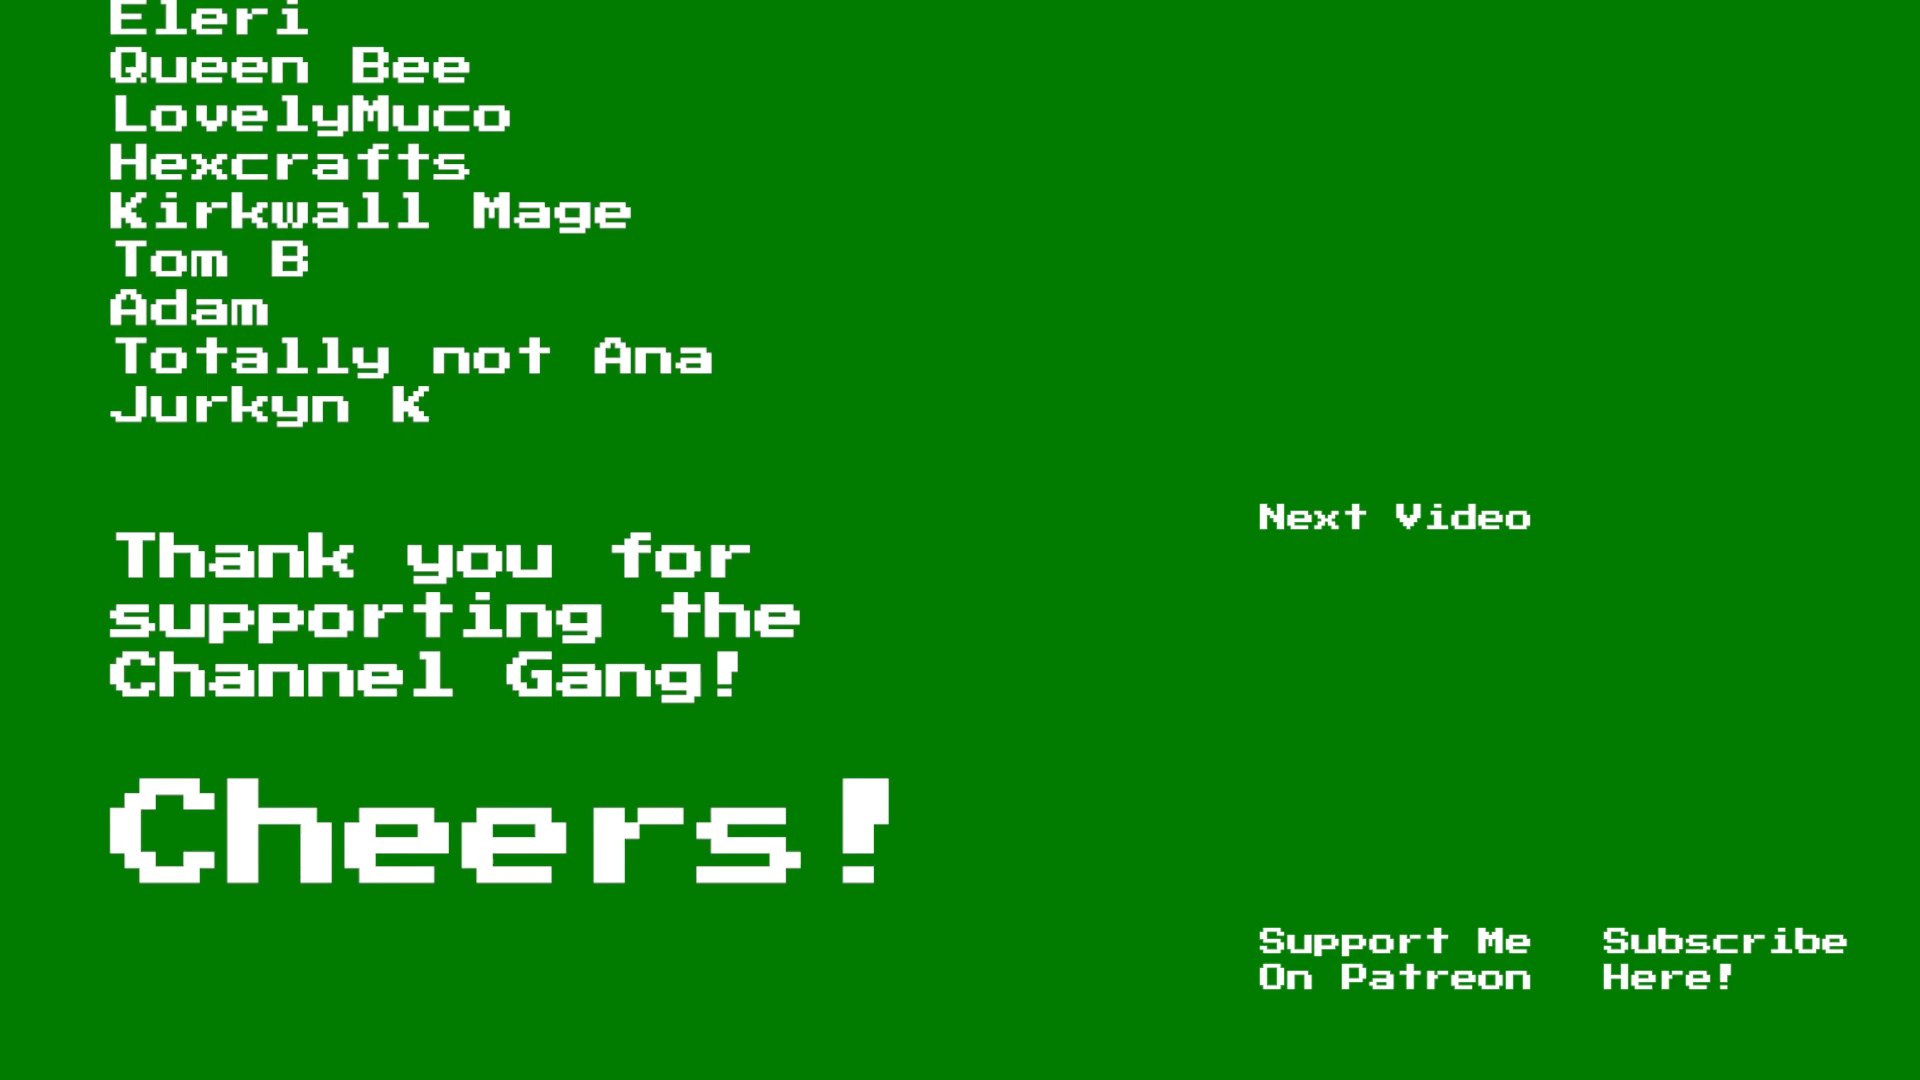 Eleri
Queen Bee
LovelyMuco
Hexcrafts
Kirkwall Mage
Tom B
Adam
Totally not Ana
Jurkyn K
Thank you for
supporting the
Channel Gang!
Cheers!
Next Video
Support Me
On Patreon
Subscribe
Here!